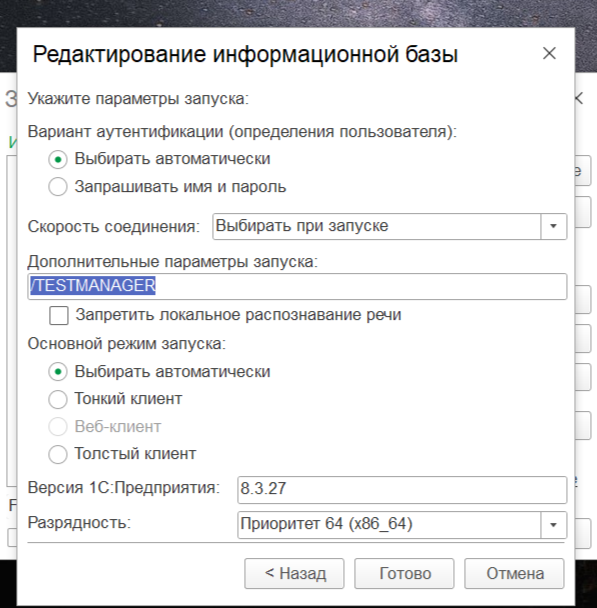 Редактирование информационной базы
Укажите параметры запуска:
Вариант аутентификации (определения пользователя):
Выбирать автоматически
Запрашивать имя и пароль
Скорость соединения: Выбирать при запуске
Дополнительные параметры запуска:
/TESTMANAGER
Запретить локальное распознавание речи
Основной режим запуска:
Выбирать автоматически
Тонкий клиент
Веб-клиент
Толстый клиент
Версия 1С:Предприятия: 8.3.27
Разрядность: Приоритет 64 (x86_64)
< Назад Готово Отмена